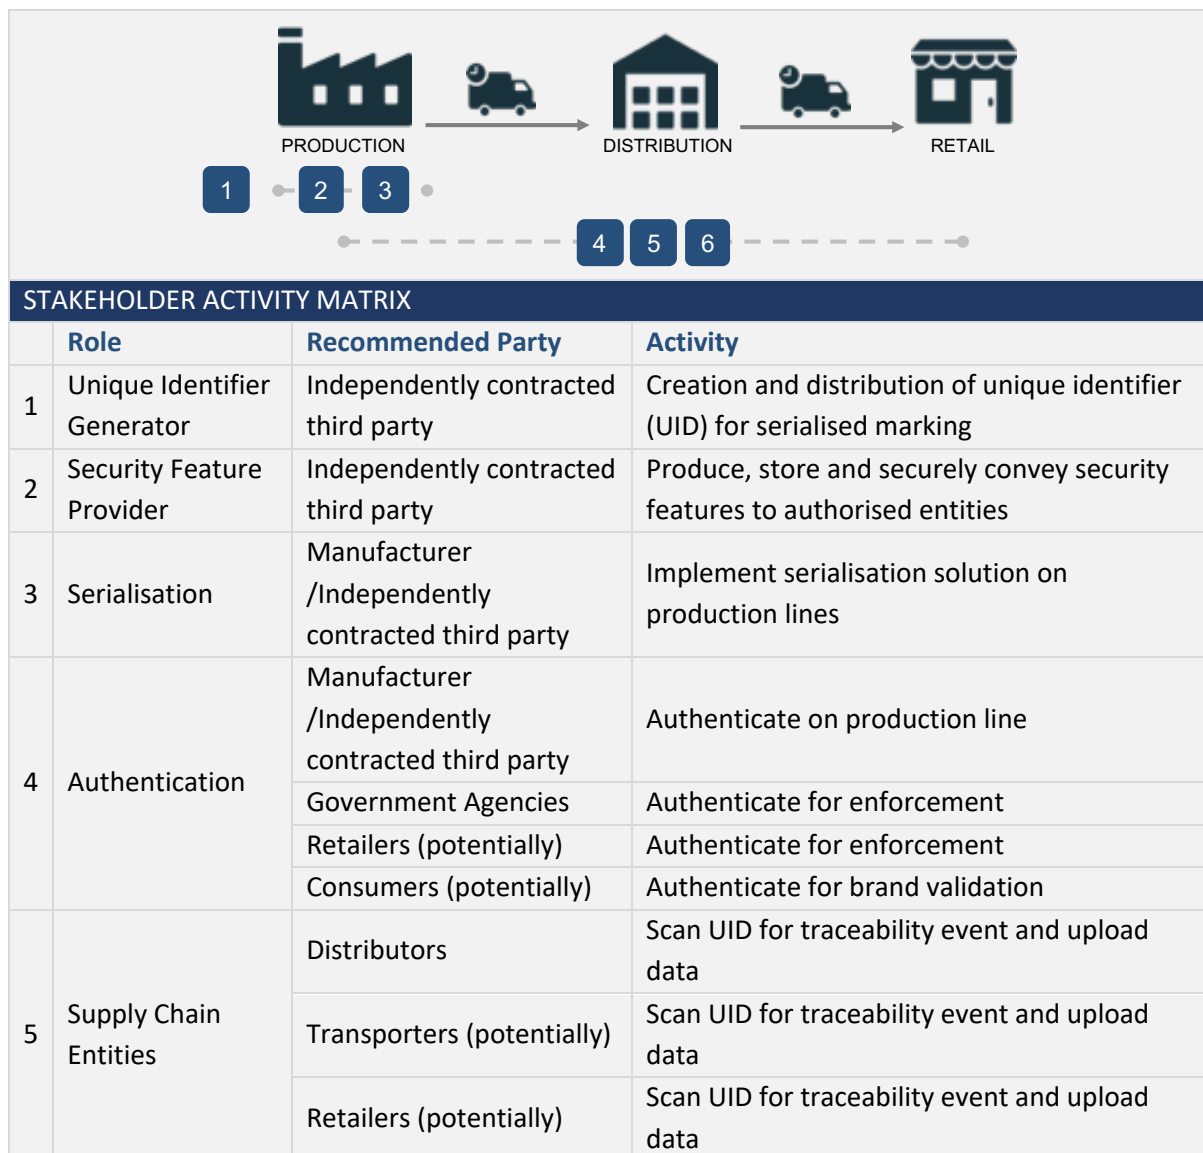 PRODUCTION
DISTRIBUTION
RETAIL
1
2
3
4
5
6
STAKEHOLDER ACTIVITY MATRIX
Role
Recommended Party
Activity
1
Unique Identifier
Generator
Independently contracted
third party
Creation and distribution of unique identifier
(UID) for serialised marking
2
Security Feature
Provider
Independently contracted
third party
Produce, store and securely convey security
features to authorised entities
3
Serialisation
Manufacturer
/Independently
contracted third party
Implement serialisation solution on
production lines
4
Authentication
Manufacturer
/Independently
contracted third party
Authenticate on production line
Government Agencies
Authenticate for enforcement
Retailers (potentially)
Authenticate for enforcement
Consumers (potentially)
Authenticate for brand validation
5
Supply Chain
Entities
Distributors
Scan UID for traceability event and upload
data
Transporters (potentially)
Scan UID for traceability event and upload
data
Retailers (potentially)
Scan UID for traceability event and upload
data